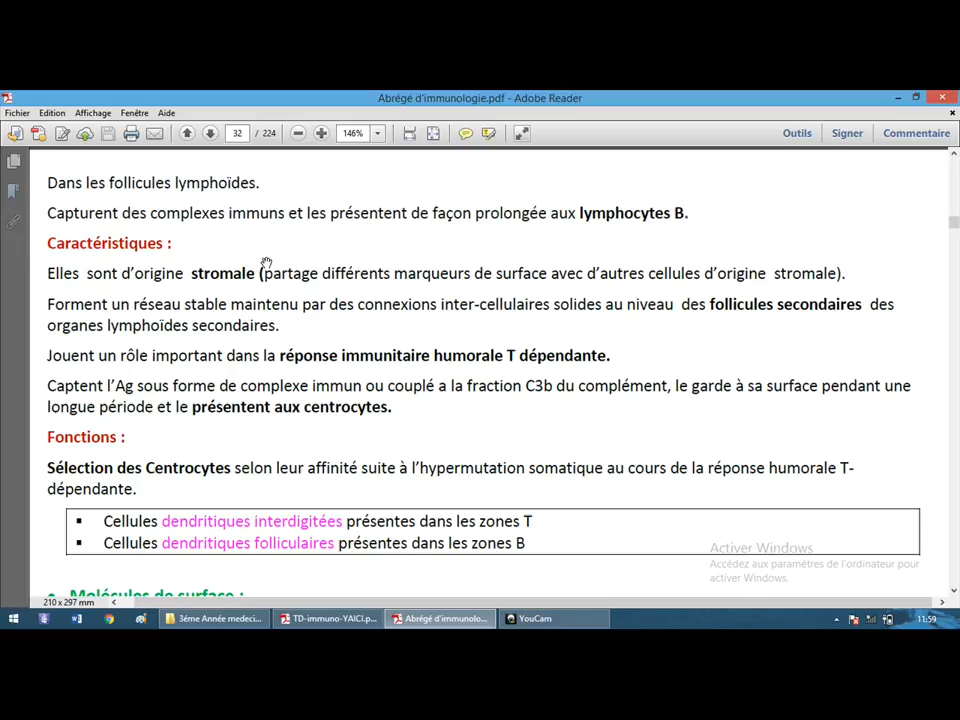 Abrégé d'immunologie.pdf - Adobe Reader
Fichier Edition Affichage Fenêtre Aide
32 / 224 146% Outils Signer Commentaire
Dans les follicules lymphoïdes.
Capturent des complexes immuns et les présentent de façon prolongée aux lymphocytes B.
Caractéristiques :
Elles sont d'origine stromale (partage différents marqueurs de surface avec d'autres cellules d'origine stromale).
Forment un réseau stable maintenu par des connexions inter-cellulaires solides au niveau des follicules secondaires des
organes lymphoïdes secondaires.
Jouent un rôle important dans la réponse immunitaire humorale T dépendante.
Captent l'Ag sous forme de complexe immun ou couplé a la fraction C3b du complément, le garde à sa surface pendant une
longue période et le présentent aux centrocytes.
Fonctions :
Sélection des Centrocytes selon leur affinité suite à l'hypermutation somatique au cours de la réponse humorale T-
dépendante.
▪ Cellules dendritiques interdigitées présentes dans les zones T
▪ Cellules dendritiques folliculaires présentes dans les zones B
Activer Windows
Accédez aux paramètres de l'ordinateur pour
activer Windows.
• Molécules de surface :
210 x 297 mm
3éme Année medeci... TD-immuno-YAICI.p... Abrégé d'immunolo... YouCam 11:59